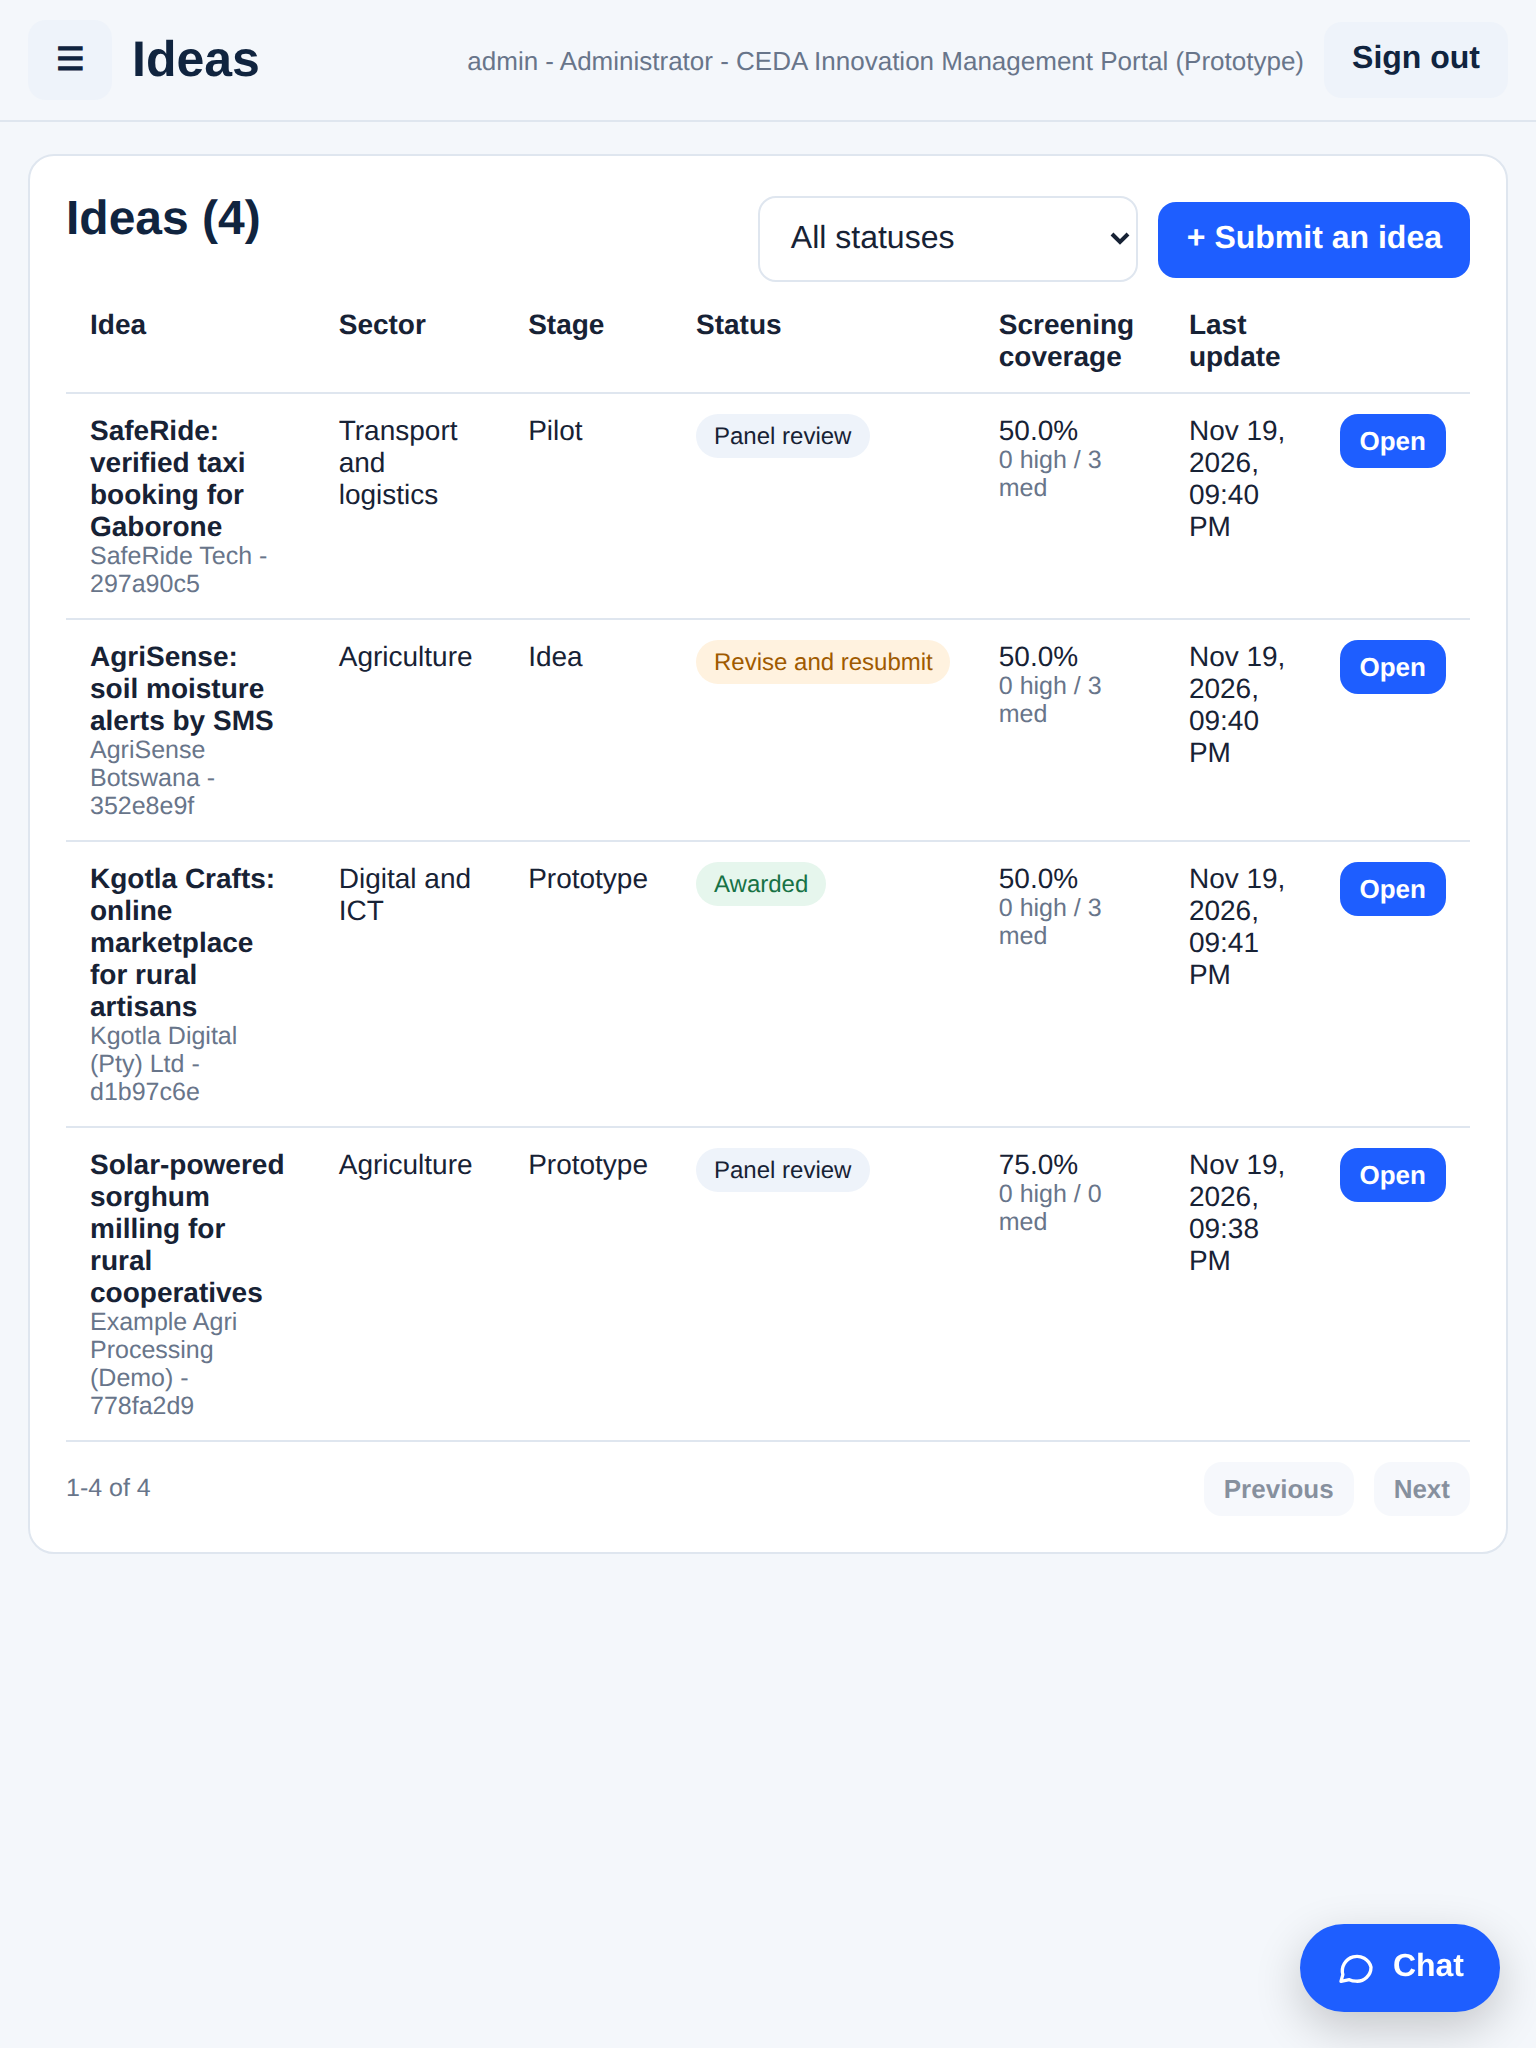 ☰ Ideas admin - Administrator - CEDA Innovation Management Portal (Prototype) Sign out
Ideas (4) All statuses + Submit an idea
Idea Sector Stage Status Screening coverage Last update
SafeRide: verified taxi booking for Gaborone
SafeRide Tech - 297a90c5
Transport and logistics
Pilot
Panel review
50.0%
0 high / 3 med
Nov 19, 2026, 09:40 PM
Open
AgriSense: soil moisture alerts by SMS
AgriSense Botswana - 352e8e9f
Agriculture
Idea
Revise and resubmit
50.0%
0 high / 3 med
Nov 19, 2026, 09:40 PM
Open
Kgotla Crafts: online marketplace for rural artisans
Kgotla Digital (Pty) Ltd - d1b97c6e
Digital and ICT
Prototype
Awarded
50.0%
0 high / 3 med
Nov 19, 2026, 09:41 PM
Open
Solar-powered sorghum milling for rural cooperatives
Example Agri Processing (Demo) - 778fa2d9
Agriculture
Prototype
Panel review
75.0%
0 high / 0 med
Nov 19, 2026, 09:38 PM
Open
1-4 of 4 Previous Next
Chat